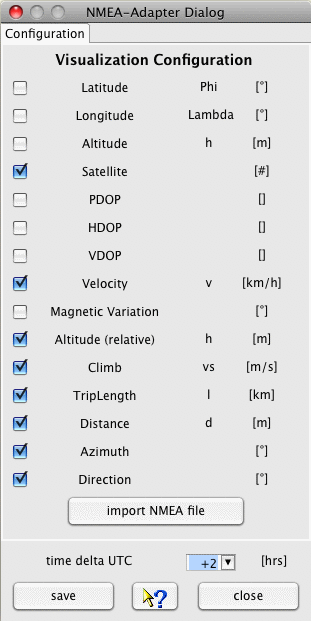 NMEA-Adapter Dialog
Configuration
Visualization Configuration
Latitude Phi [°]
Longitude Lambda [°]
Altitude h [m]
Satellite [#]
PDOP []
HDOP []
VDOP []
Velocity v [km/h]
Magnetic Variation [°]
Altitude (relative) h [m]
Climb vs [m/s]
TripLength l [km]
Distance d [m]
Azimuth [°]
Direction [°]
import NMEA file
time delta UTC +2 [hrs]
save ? close